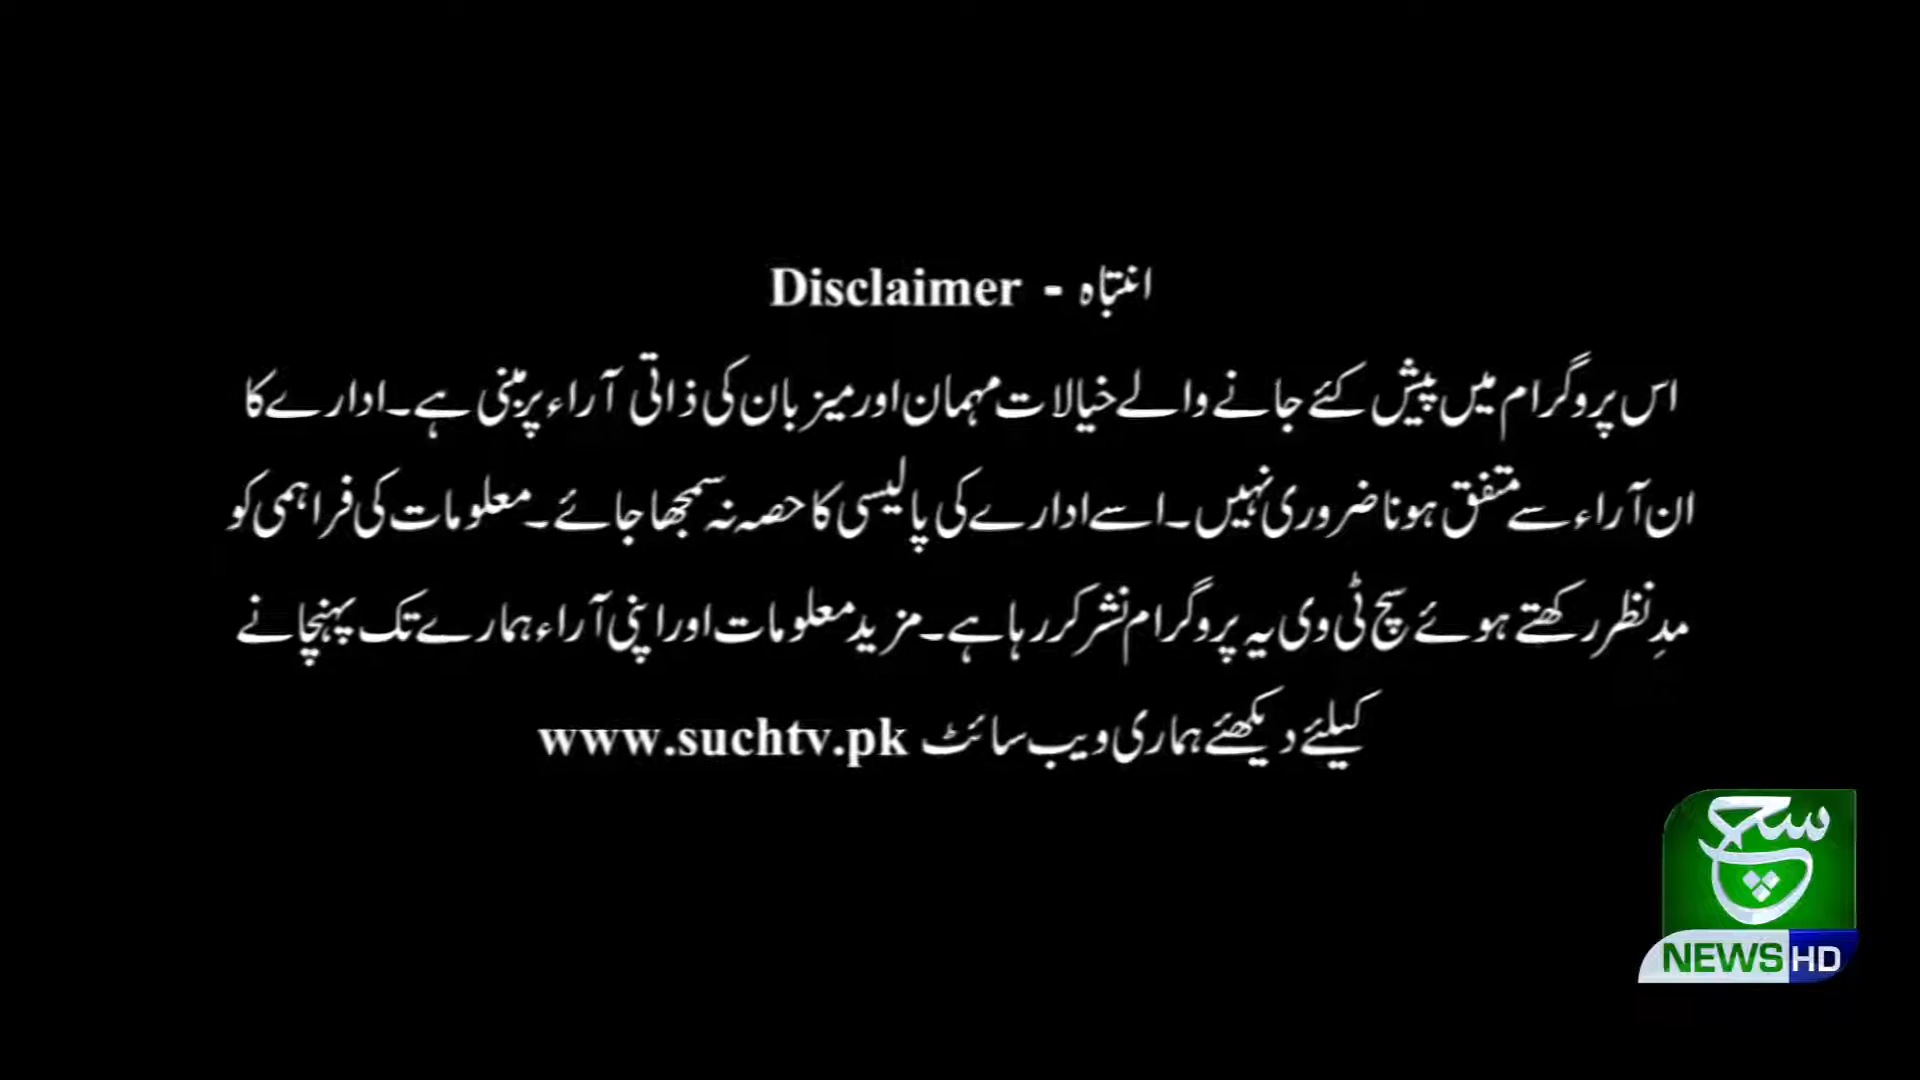 انتباہ - Disclaimer
اس پروگرام میں پیش کئے جانے والے خیالات مہمان اور میزبان کی ذاتی آراء پر مبنی ہے۔ ادارے کا
ان آراء سے متفق ہونا ضروری نہیں۔ اسے ادارے کی پالیسی کا حصہ نہ سمجھا جائے۔ معلومات کی فراہمی کو
مدِ نظر رکھتے ہوئے سچ ٹی وی یہ پروگرام نشر کر رہا ہے۔ مزید معلومات اور اپنی آراء ہمارے تک پہنچانے
کیلئے دیکھئے ہماری ویب سائٹ www.suchtv.pk
سچ
NEWS HD